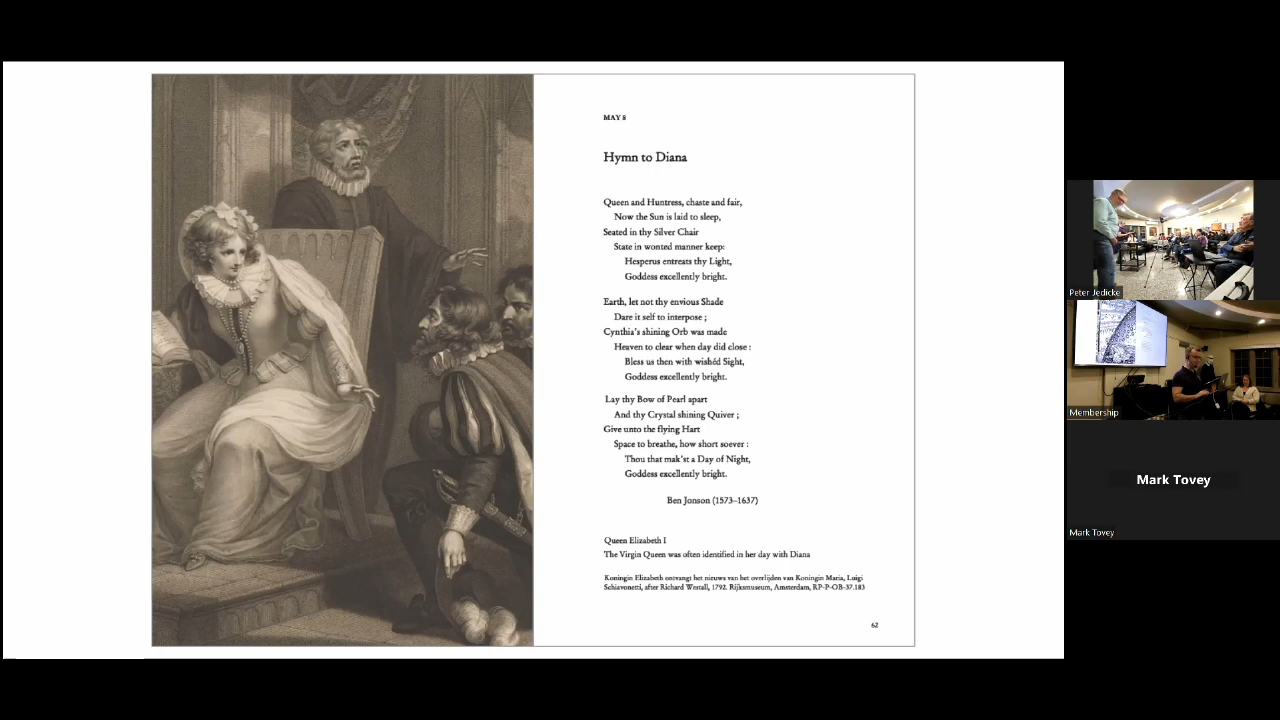 MAY 8
Hymn to Diana
Queen and Huntress, chaste and fair,
Now the Sun is laid to sleep,
Seated in thy Silver Chair
State in wonted manner keep:
Hesperus entreats thy Light,
Goddess excellently bright.
Earth, let not thy envious Shade
Dare it self to interpose ;
Cynthia's shining Orb was made
Heaven to clear when day did close :
Bless us then with wishéd Sight,
Goddess excellently bright.
Lay thy Bow of Pearl apart
And thy Crystal shining Quiver ;
Give unto the flying Hart
Space to breathe, how short soever :
Thou that mak'st a Day of Night,
Goddess excellently bright.
Ben Jonson (1573–1637)
Queen Elizabeth I
The Virgin Queen was often identified in her day with Diana
Koningin Elizabeth ontvangt het nieuws van het overlijden van Koningin Maria, Luigi
Schiavonetti, after Richard Westall, 1792. Rijksmuseum, Amsterdam, RP-P-OB-37.183
62
Peter Jedicke
Membership
Mark Tovey
Mark Tovey